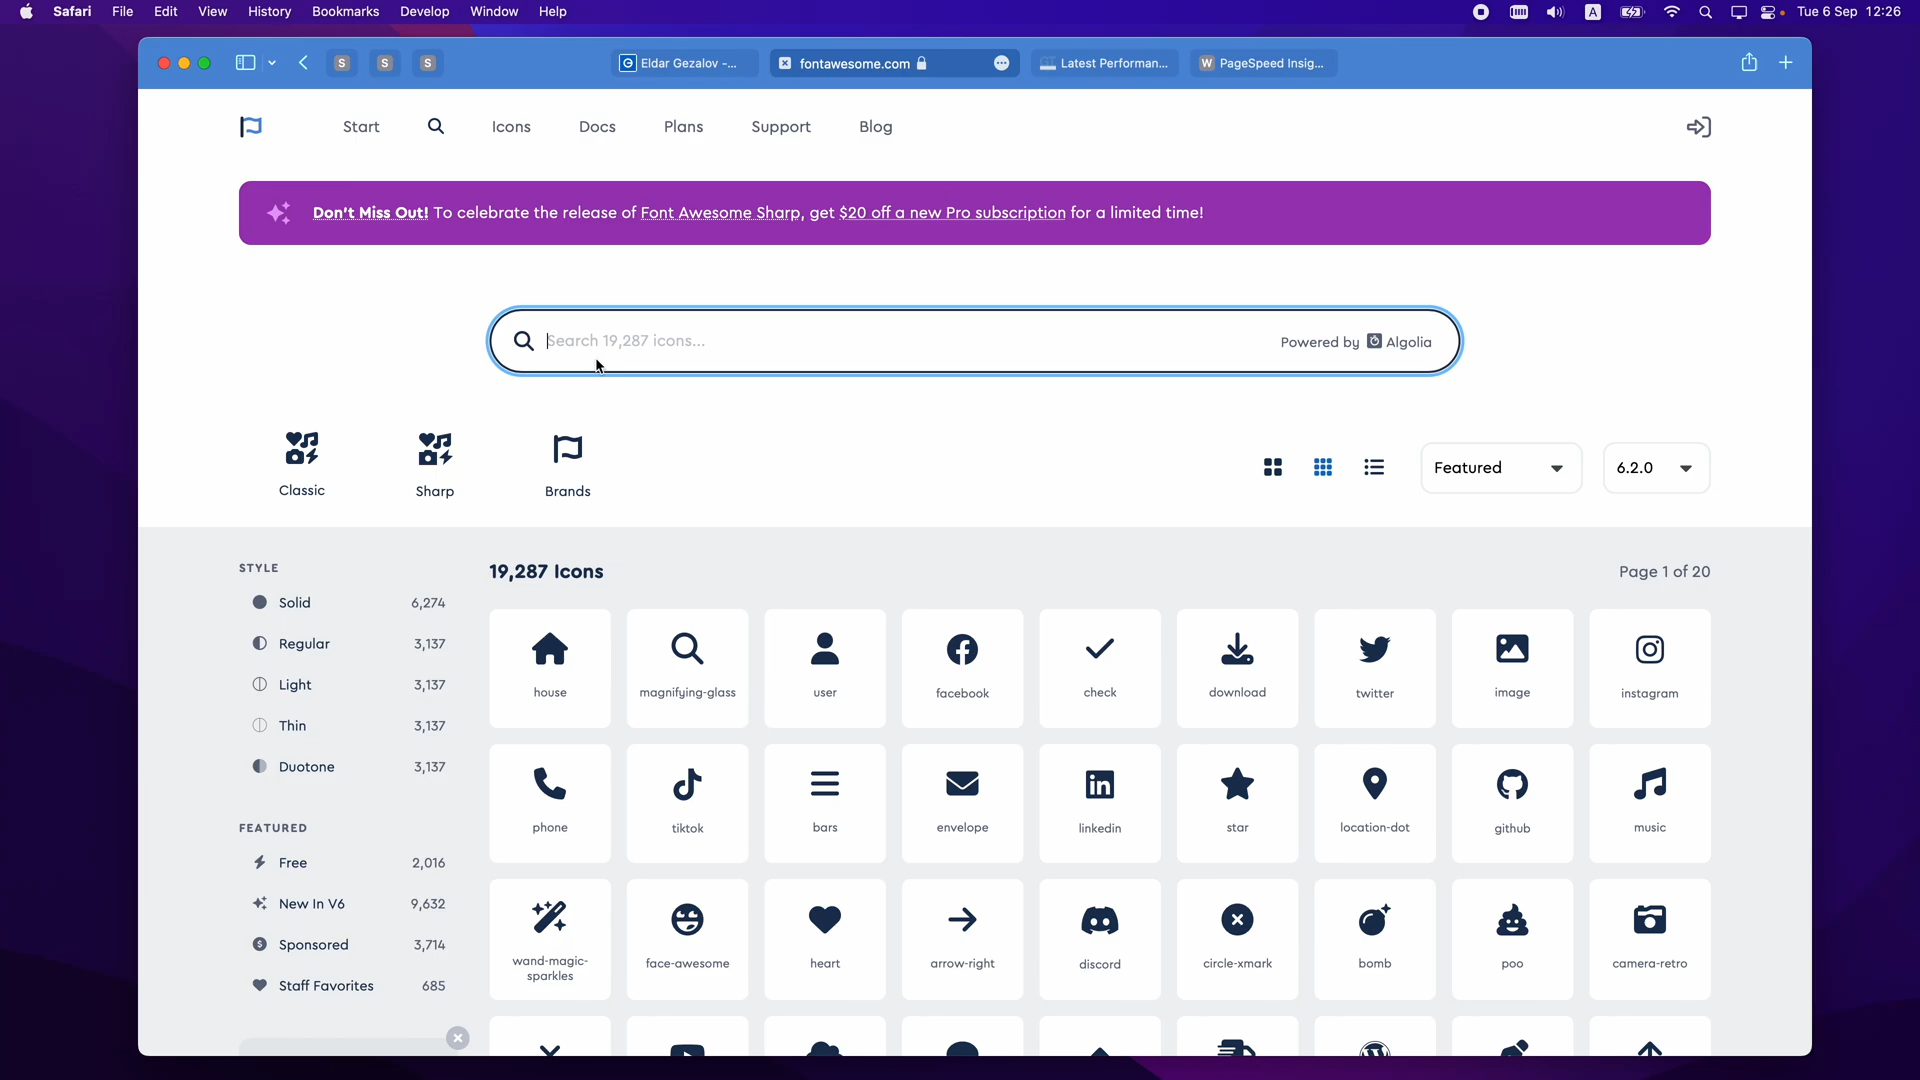 Safari File Edit View History Bookmarks Develop Window Help
A Tue 6 Sep 12:26
S S S Eldar Gezalov -... fontawesome.com Latest Performan... W PageSpeed Insig...
Start Icons Docs Plans Support Blog
Don't Miss Out! To celebrate the release of Font Awesome Sharp, get $20 off a new Pro subscription for a limited time!
Search 19,287 icons... Powered by Algolia
Classic Sharp Brands
Featured 6.2.0
STYLE
Solid 6,274
Regular 3,137
Light 3,137
Thin 3,137
Duotone 3,137
FEATURED
Free 2,016
New In V6 9,632
Sponsored 3,714
Staff Favorites 685
19,287 Icons Page 1 of 20
house magnifying-glass user facebook check download twitter image instagram
phone tiktok bars envelope linkedin star location-dot github music
wand-magic-
sparkles face-awesome heart arrow-right discord circle-xmark bomb poo camera-retro